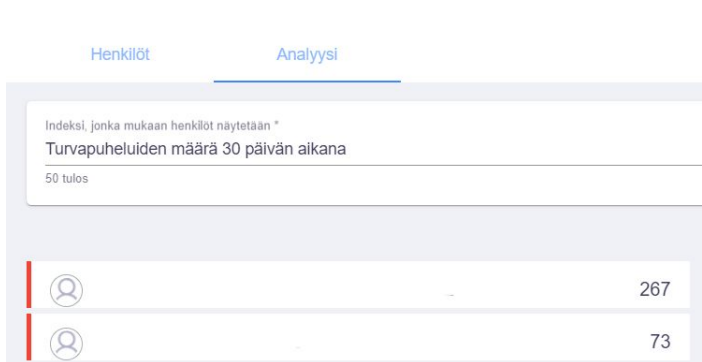 Henkilöt Analyysi
Indeksi, jonka mukaan henkilöt näytetään *
Turvapuheluiden määrä 30 päivän aikana
50 tulos
267
73